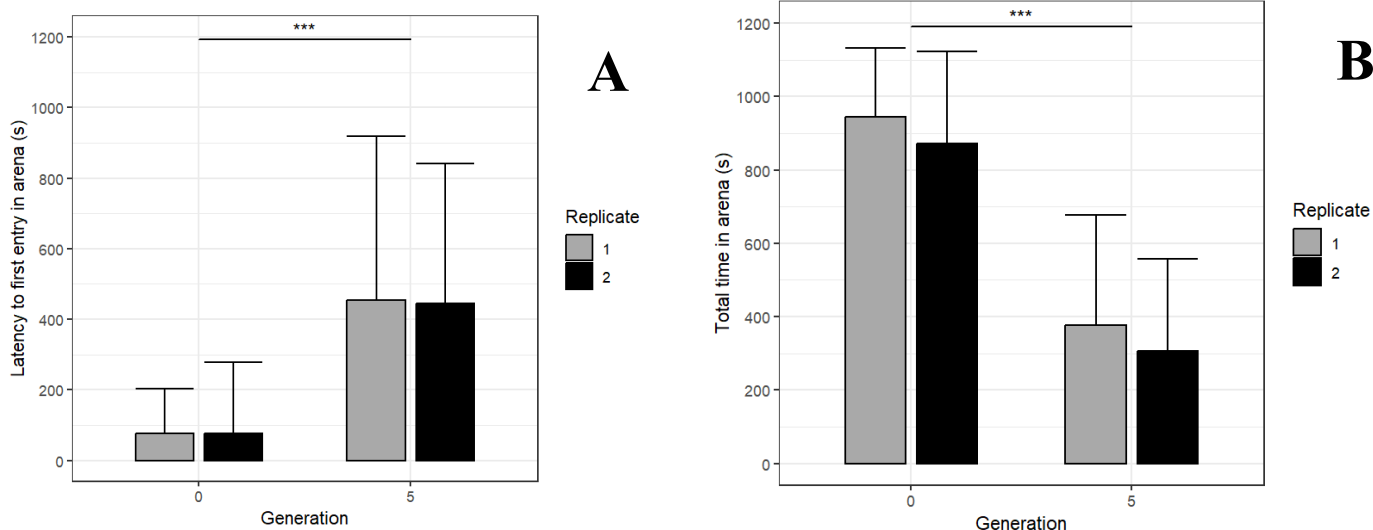 A
***
Latency to first entry in arena (s)
1200
1000
800
600
400
200
0
0 5
Generation
Replicate
1
2
B
***
Total time in arena (s)
1200
1000
800
600
400
200
0
0 5
Generation
Replicate
1
2